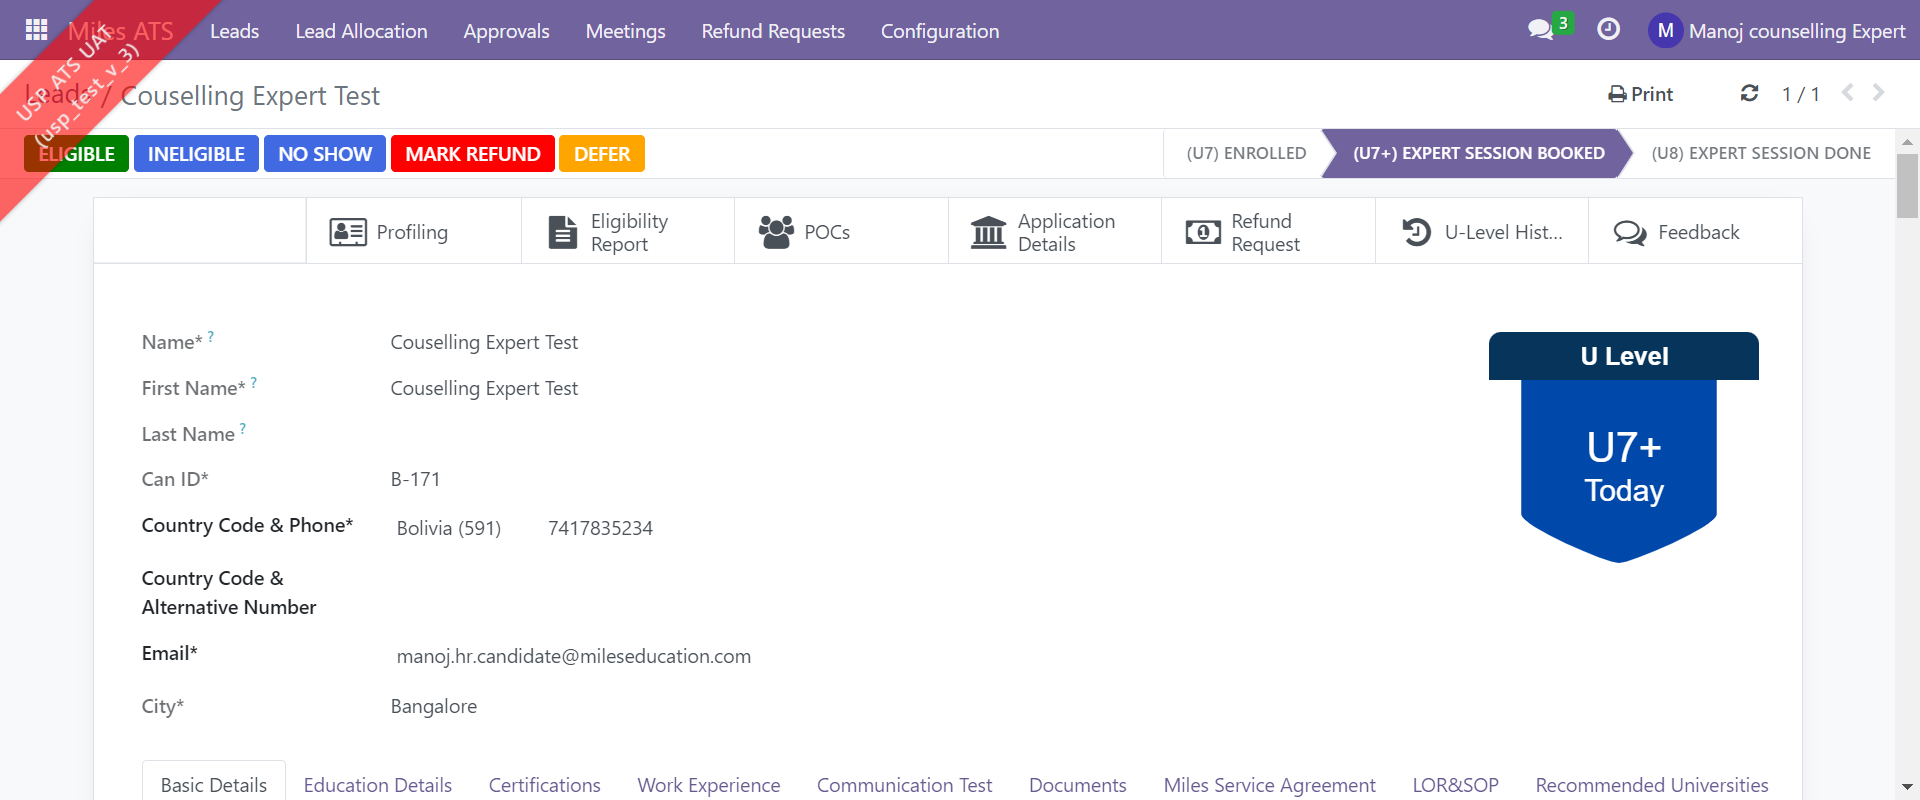 Miles ATS Leads Lead Allocation Approvals Meetings Refund Requests Configuration 3 M Manoj counselling Expert
USP ATS UAT
(usp_test_v_3)
Leads / Couselling Expert Test Print 1 / 1
ELIGIBLE INELIGIBLE NO SHOW MARK REFUND DEFER (U7) ENROLLED (U7+) EXPERT SESSION BOOKED (U8) EXPERT SESSION DONE
Profiling
Eligibility
Report
POCs
Application
Details
Refund
Request
U-Level Hist...
Feedback
Name* ? Couselling Expert Test
First Name* ? Couselling Expert Test
Last Name ?
Can ID* B-171
Country Code & Phone* Bolivia (591) 7417835234
Country Code &
Alternative Number
Email* manoj.hr.candidate@mileseducation.com
City* Bangalore
U Level
U7+
Today
Basic Details Education Details Certifications Work Experience Communication Test Documents Miles Service Agreement LOR&SOP Recommended Universities